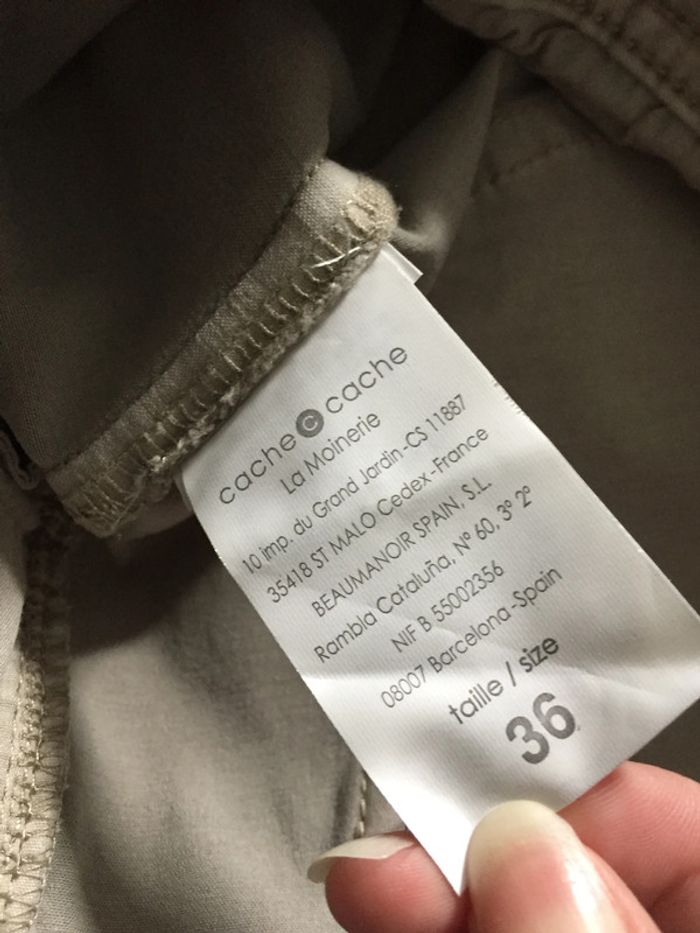 cache c cache
La Moinerie
10 imp. du Grand Jardin-CS 11887
35418 ST MALO Cedex-France
BEAUMANOIR SPAIN, S.L.
Rambla Cataluña, Nº 60, 3º 2º
NIF B 55002356
08007 Barcelona-Spain
taille / size
36